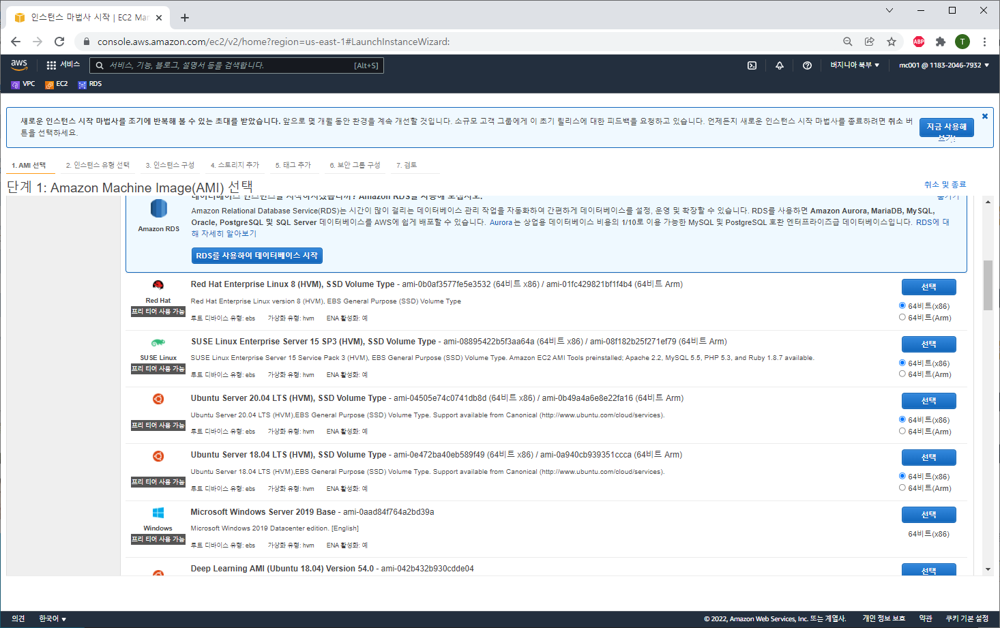 인스턴스 마법사 시작 | EC2 Mar
console.aws.amazon.com/ec2/v2/home?region=us-east-1#LaunchInstanceWizard:
ABP
T
aws
서비스
서비스, 기능, 블로그, 설명서 등을 검색합니다.
[Alt+S]
버지니아 북부
mc001 @ 1183-2046-7932
VPC
EC2
RDS
새로운 인스턴스 시작 마법사를 조기에 반복해 볼 수 있는 초대를 받았습니다. 앞으로 몇 개월 동안 환경을 계속 개선할 것입니다. 소규모 고객 그룹에게 이 초기 릴리스에 대한 피드백을 요청하고 있습니다. 언제든지 새로운 인스턴스 시작 마법사를 종료하려면 취소 버
튼을 선택하세요.
지금 사용해
보기!
1. AMI 선택
2. 인스턴스 유형 선택
3. 인스턴스 구성
4. 스토리지 추가
5. 태그 추가
6. 보안 그룹 구성
7. 검토
단계 1: Amazon Machine Image(AMI) 선택
취소 및 종료
데이터베이스 인스턴스를 시작하시겠습니까? Amazon RDS를 사용해 보십시오.
숨기기
Amazon RDS
Amazon Relational Database Service(RDS)는 시간이 많이 걸리는 데이터베이스 관리 작업을 자동화하여 간편하게 데이터베이스를 설정, 운영 및 확장할 수 있습니다. RDS를 사용하면 Amazon Aurora, MariaDB, MySQL,
Oracle, PostgreSQL 및 SQL Server 데이터베이스를 AWS에 쉽게 배포할 수 있습니다. Aurora는 상업용 데이터베이스 비용의 1/10로 이용 가능한 MySQL 및 PostgreSQL 호환 엔터프라이즈급 데이터베이스입니다. RDS에 대
해 자세히 알아보기
RDS를 사용하여 데이터베이스 시작
Red Hat
프리 티어 사용 가능
Red Hat Enterprise Linux 8 (HVM), SSD Volume Type - ami-0b0af3577fe5e3532 (64비트 x86) / ami-01fc429821bf1f4b4 (64비트 Arm)
Red Hat Enterprise Linux version 8 (HVM), EBS General Purpose (SSD) Volume Type
루트 디바이스 유형: ebs 가상화 유형: hvm ENA 활성화: 예
선택
64비트(x86)
64비트(Arm)
SUSE Linux
프리 티어 사용 가능
SUSE Linux Enterprise Server 15 SP3 (HVM), SSD Volume Type - ami-08895422b5f3aa64a (64비트 x86) / ami-08f182b25f271ef79 (64비트 Arm)
SUSE Linux Enterprise Server 15 Service Pack 3 (HVM), EBS General Purpose (SSD) Volume Type. Amazon EC2 AMI Tools preinstalled; Apache 2.2, MySQL 5.5, PHP 5.3, and Ruby 1.8.7 available.
루트 디바이스 유형: ebs 가상화 유형: hvm ENA 활성화: 예
선택
64비트(x86)
64비트(Arm)
프리 티어 사용 가능
Ubuntu Server 20.04 LTS (HVM), SSD Volume Type - ami-04505e74c0741db8d (64비트 x86) / ami-0b49a4a6e8e22fa16 (64비트 Arm)
Ubuntu Server 20.04 LTS (HVM),EBS General Purpose (SSD) Volume Type. Support available from Canonical (http://www.ubuntu.com/cloud/services).
루트 디바이스 유형: ebs 가상화 유형: hvm ENA 활성화: 예
선택
64비트(x86)
64비트(Arm)
프리 티어 사용 가능
Ubuntu Server 18.04 LTS (HVM), SSD Volume Type - ami-0e472ba40eb589f49 (64비트 x86) / ami-0a940cb939351ccca (64비트 Arm)
Ubuntu Server 18.04 LTS (HVM),EBS General Purpose (SSD) Volume Type. Support available from Canonical (http://www.ubuntu.com/cloud/services).
루트 디바이스 유형: ebs 가상화 유형: hvm ENA 활성화: 예
선택
64비트(x86)
64비트(Arm)
Windows
프리 티어 사용 가능
Microsoft Windows Server 2019 Base - ami-0aad84f764a2bd39a
Microsoft Windows 2019 Datacenter edition. [English]
루트 디바이스 유형: ebs 가상화 유형: hvm ENA 활성화: 예
선택
64비트(x86)
Deep Learning AMI (Ubuntu 18.04) Version 54.0 - ami-042b432b930cdde04
선택
의견
한국어
© 2022, Amazon Web Services, Inc. 또는 계열사.
개인 정보 보호
약관
쿠키 기본 설정